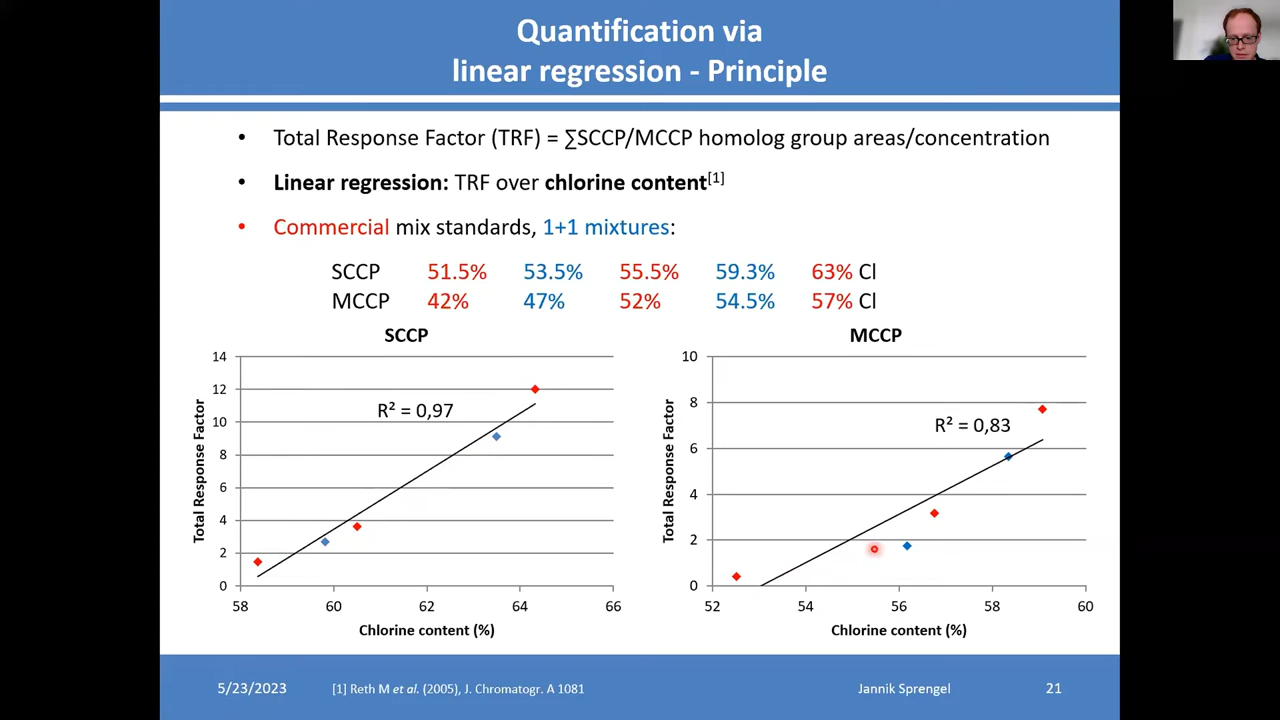 Quantification via
linear regression - Principle
• Total Response Factor (TRF) = ∑SCCP/MCCP homolog group areas/concentration
• Linear regression: TRF over chlorine content[1]
• Commercial mix standards, 1+1 mixtures:
SCCP 51.5% 53.5% 55.5% 59.3% 63% Cl
MCCP 42% 47% 52% 54.5% 57% Cl
SCCP
14
12
10
8
6
4
2
0
Total Response Factor
R² = 0,97
58 60 62 64 66
Chlorine content (%)
MCCP
10
8
6
4
2
0
Total Response Factor
R² = 0,83
52 54 56 58 60
Chlorine content (%)
5/23/2023 [1] Reth M et al. (2005), J. Chromatogr. A 1081 Jannik Sprengel 21